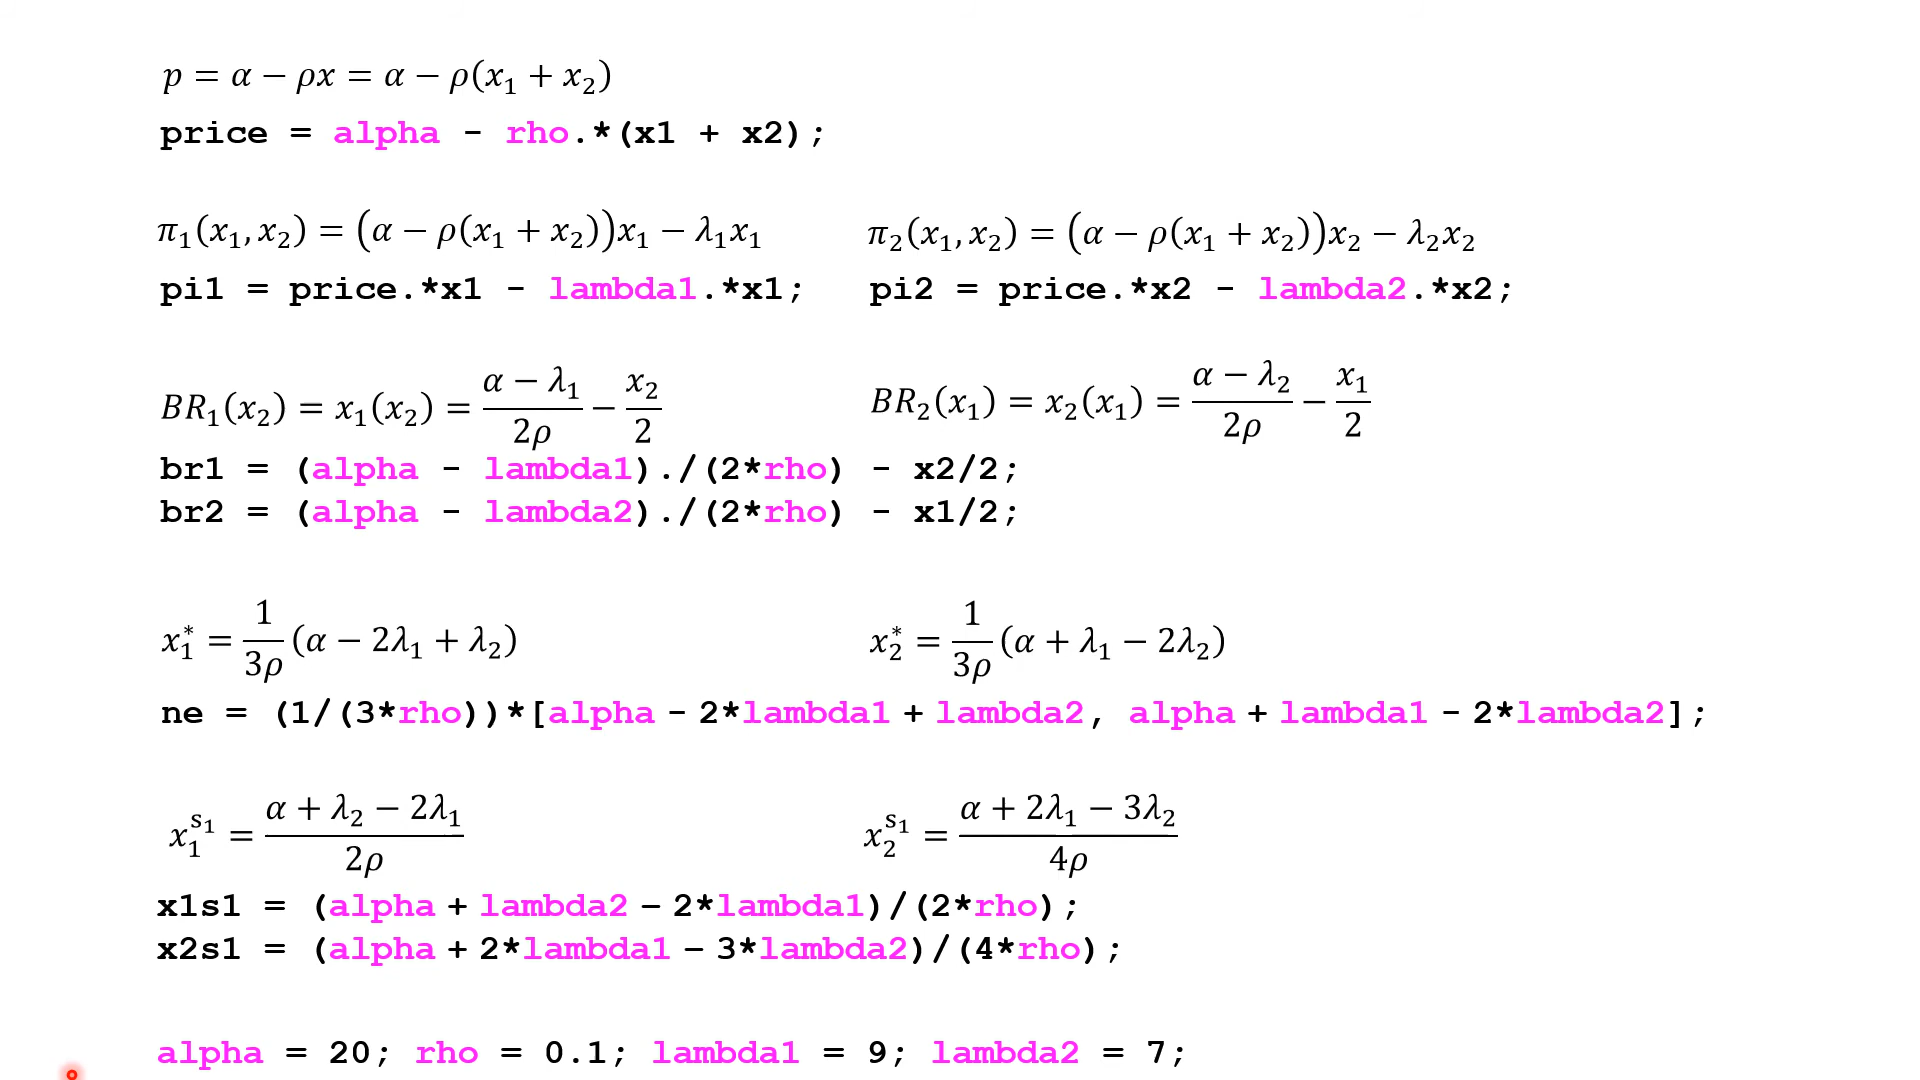 p = α − ρx = α − ρ(x₁ + x₂)
price = alpha - rho.*(x1 + x2);
π₁(x₁, x₂) = (α − ρ(x₁ + x₂))x₁ − λ₁x₁
π₂(x₁, x₂) = (α − ρ(x₁ + x₂))x₂ − λ₂x₂
pi1 = price.*x1 - lambda1.*x1;
pi2 = price.*x2 - lambda2.*x2;
BR₁(x₂) = x₁(x₂) = (α − λ₁)/(2ρ) − x₂/2
BR₂(x₁) = x₂(x₁) = (α − λ₂)/(2ρ) − x₁/2
br1 = (alpha - lambda1)./(2*rho) - x2/2;
br2 = (alpha - lambda2)./(2*rho) - x1/2;
x₁* = 1/(3ρ) (α − 2λ₁ + λ₂)
x₂* = 1/(3ρ) (α + λ₁ − 2λ₂)
ne = (1/(3*rho))*[alpha − 2*lambda1 + lambda2, alpha + lambda1 − 2*lambda2];
x₁^s₁ = (α + λ₂ − 2λ₁)/(2ρ)
x₂^s₁ = (α + 2λ₁ − 3λ₂)/(4ρ)
x1s1 = (alpha + lambda2 − 2*lambda1)/(2*rho);
x2s1 = (alpha + 2*lambda1 − 3*lambda2)/(4*rho);
alpha = 20; rho = 0.1; lambda1 = 9; lambda2 = 7;